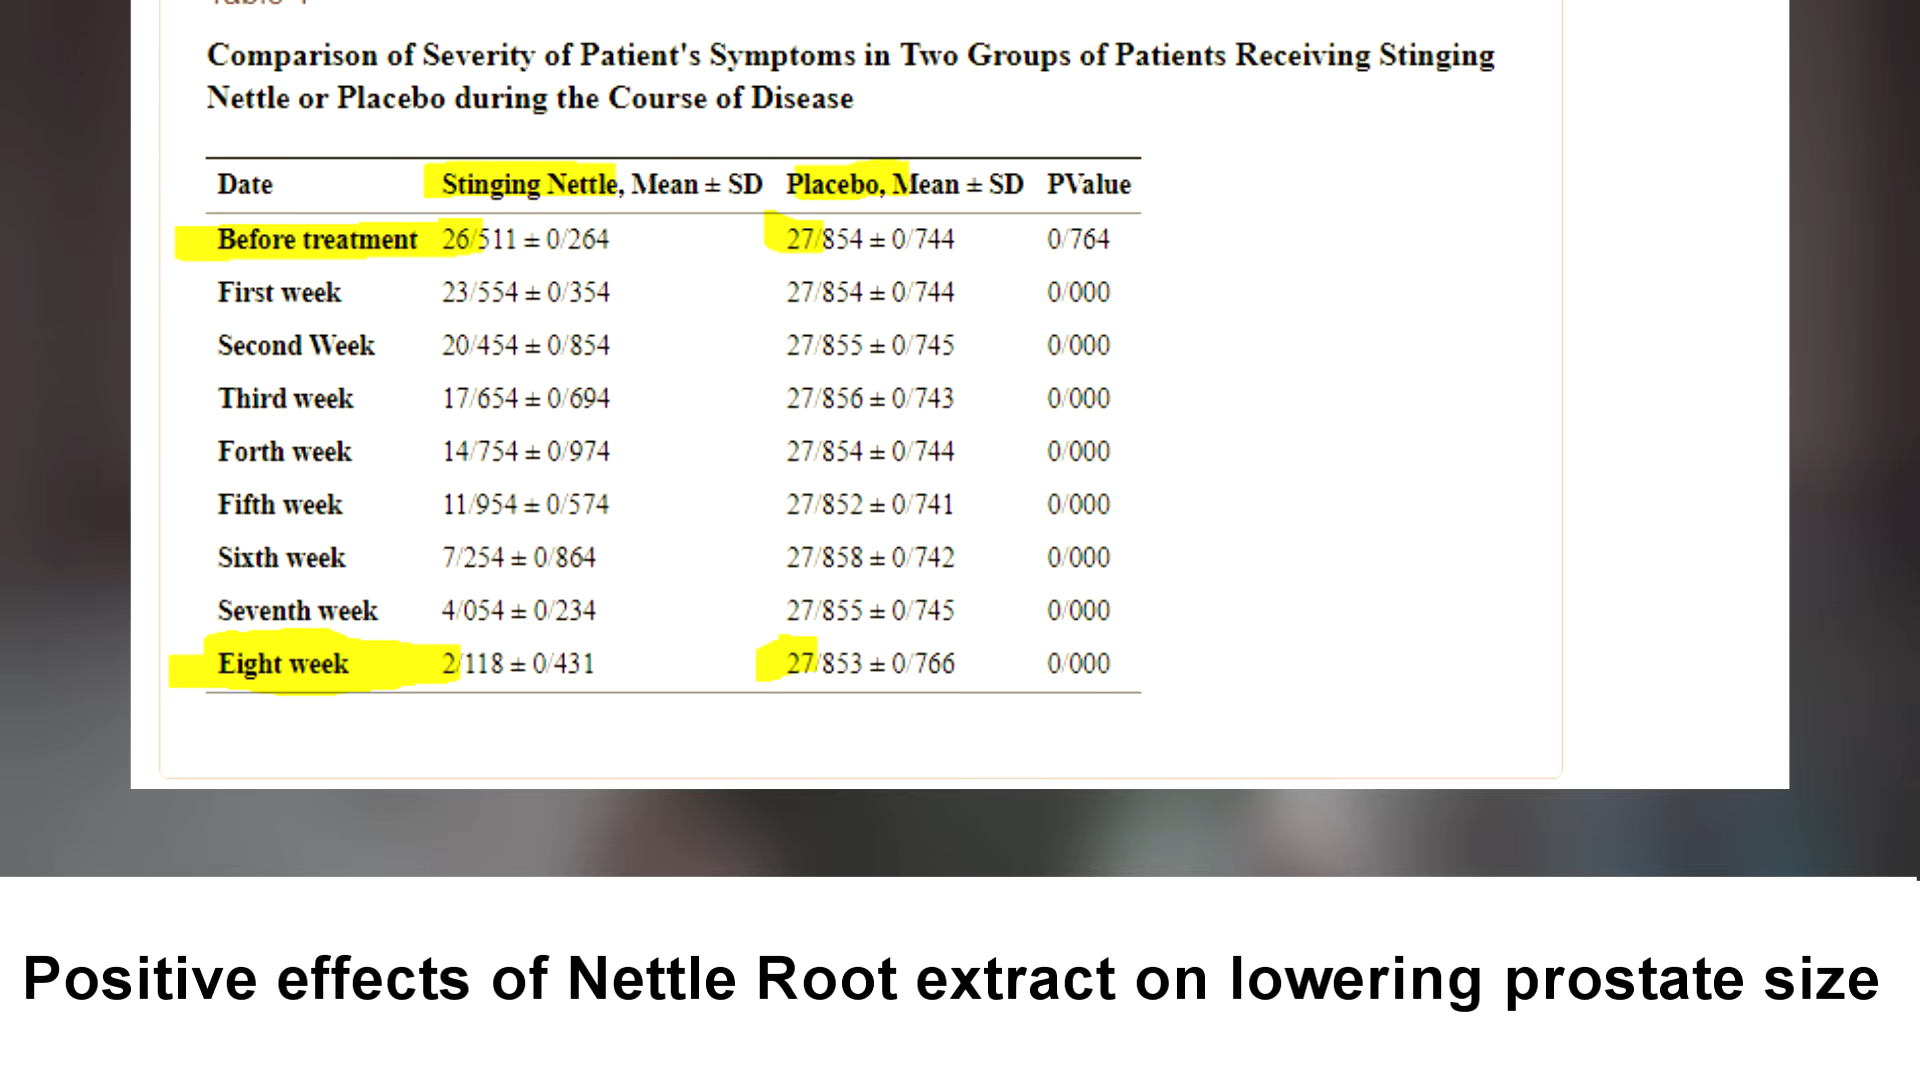 Comparison of Severity of Patient's Symptoms in Two Groups of Patients Receiving Stinging
Nettle or Placebo during the Course of Disease
Date Stinging Nettle, Mean ± SD Placebo, Mean ± SD PValue
Before treatment 26/511 ± 0/264 27/854 ± 0/744 0/764
First week 23/554 ± 0/354 27/854 ± 0/744 0/000
Second Week 20/454 ± 0/854 27/855 ± 0/745 0/000
Third week 17/654 ± 0/694 27/856 ± 0/743 0/000
Forth week 14/754 ± 0/974 27/854 ± 0/744 0/000
Fifth week 11/954 ± 0/574 27/852 ± 0/741 0/000
Sixth week 7/254 ± 0/864 27/858 ± 0/742 0/000
Seventh week 4/054 ± 0/234 27/855 ± 0/745 0/000
Eight week 2/118 ± 0/431 27/853 ± 0/766 0/000
Positive effects of Nettle Root extract on lowering prostate size